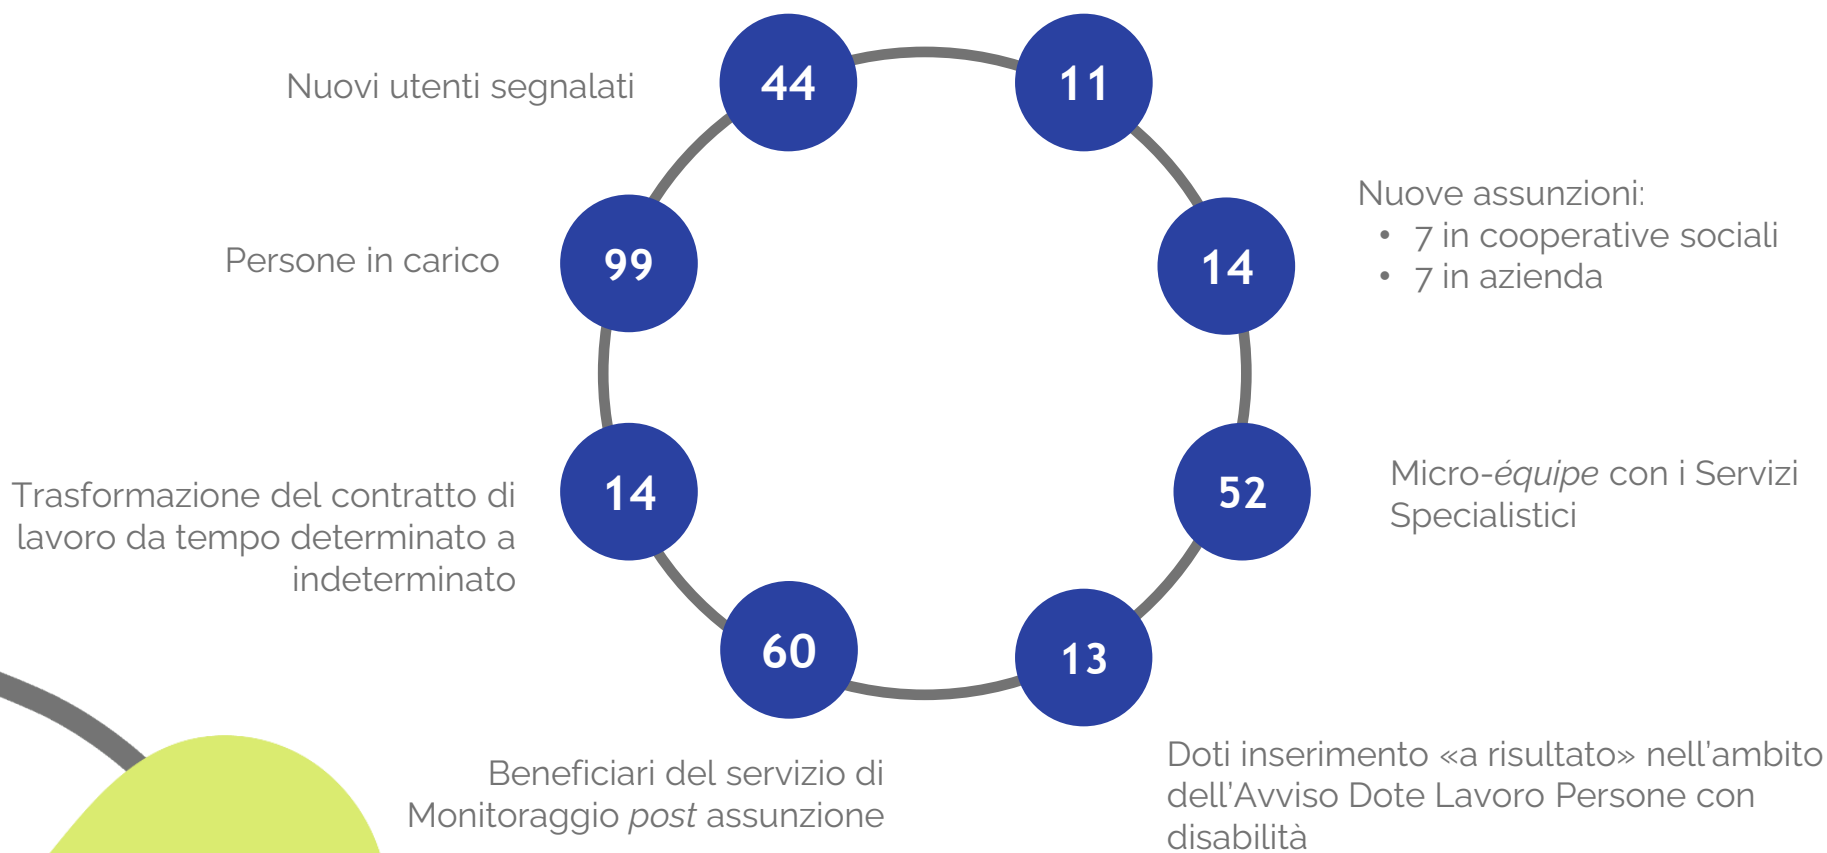 44
11
Nuovi utenti segnalati
Nuove assunzioni:
• 7 in cooperative sociali
• 7 in azienda
Persone in carico
99
14
Trasformazione del contratto di
lavoro da tempo determinato a
indeterminato
14
52
Micro-équipe con i Servizi
Specialistici
60
13
Beneficiari del servizio di
Monitoraggio post assunzione
Doti inserimento «a risultato» nell'ambito
dell'Avviso Dote Lavoro Persone con
disabilità